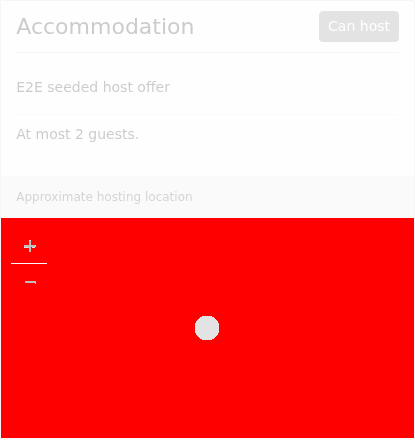 Accommodation
Can host
E2E seeded host offer
At most 2 guests.
Approximate hosting location
+
−